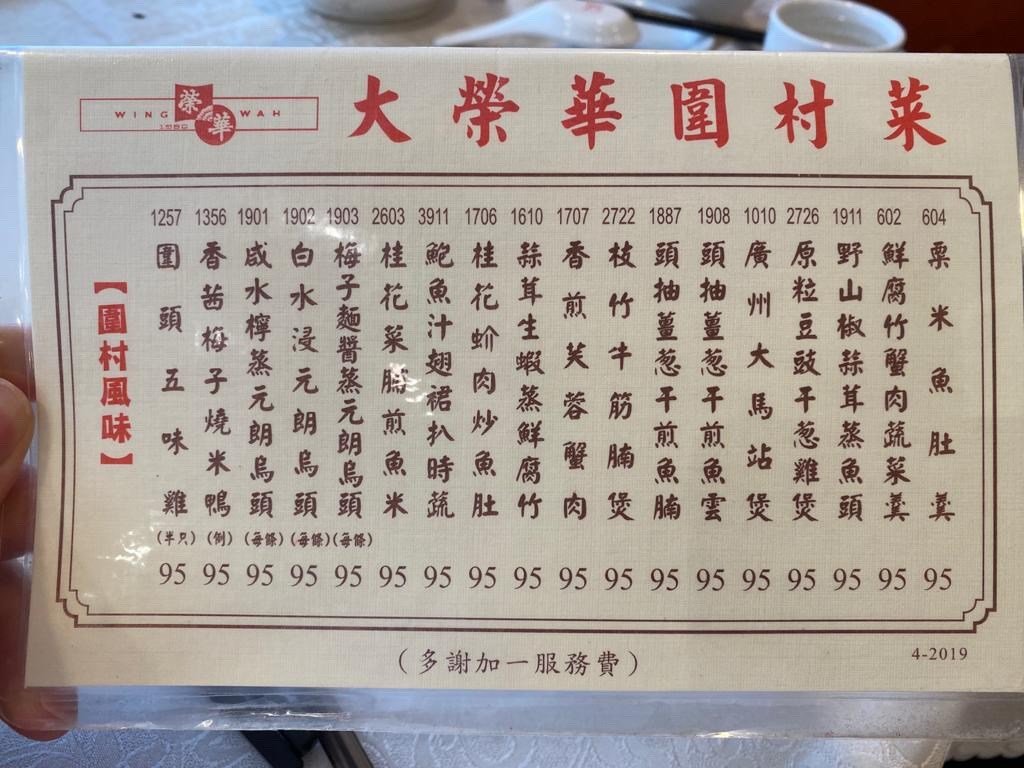 WING WAH
榮華
1950
大榮華圍村菜
【圍村風味】
604 粟米魚肚羹 95
602 鮮腐竹蟹肉蔬菜羹 95
1911 野山椒蒜茸蒸魚頭 95
2726 原粒豆豉干葱雞煲 95
1010 廣州大馬站煲 95
1908 頭抽薑葱干煎魚雲 95
1887 頭抽薑葱干煎魚腩 95
2722 枝竹牛筋腩煲 95
1707 香煎芙蓉蟹肉 95
1610 蒜茸生蝦蒸鮮腐竹 95
1706 桂花蚧肉炒魚肚 95
3911 鮑魚汁翅裙扒時蔬 95
2603 桂花菜脯煎魚米 95
1903 梅子麵醬蒸元朗烏頭 (每條) 95
1902 白水浸元朗烏頭 (每條) 95
1901 咸水檸蒸元朗烏頭 (每條) 95
1356 香茜梅子燒米鴨 (例) 95
1257 圍頭五味雞 (半只) 95
(多謝加一服務費)
4-2019